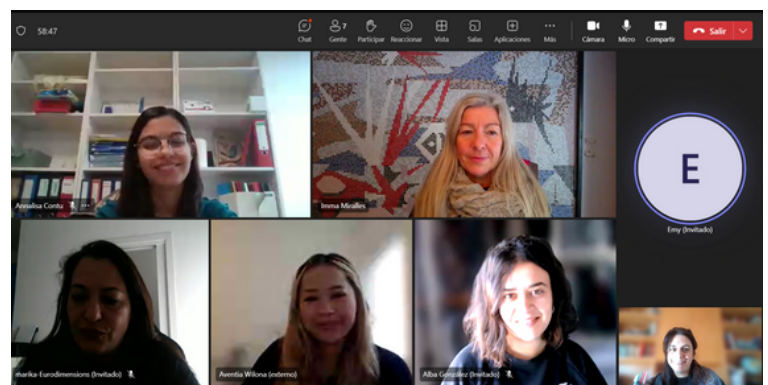 58:47
Chat
7
Gente
Participar
Reaccionar
Vista
Salas
Aplicaciones
Más
Cámara
Micro
Compartir
Salir
Annalisa Contu
Imma Miralles
E
Emy (Invitado)
marika-Eurodimensions (Invitado)
Aventia Wilona (externo)
Alba González (Invitado)